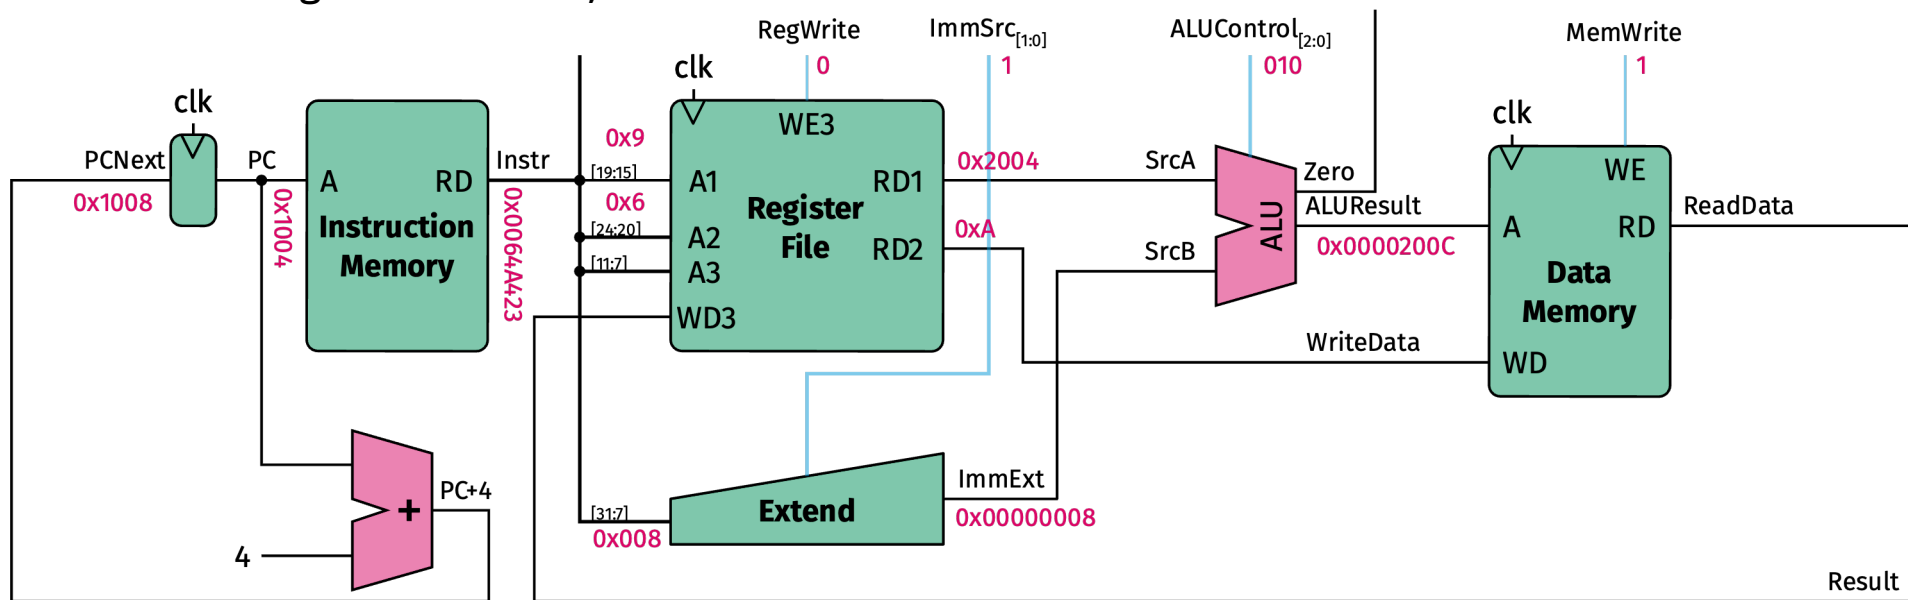 RegWrite
ImmSrc[1:0]
ALUControl[2:0]
MemWrite
0
1
010
1
clk
clk
clk
WE3
0x9
PCNext
PC
A
RD
Instr
[19:15]
A1
RD1
0x2004
SrcA
Zero
WE
0x1008
0x1004
0x0064A423
Instruction
Memory
0x6
[24:20]
A2
Register
File
0xA
RD2
ALU
ALUResult
0x0000200C
A
RD
ReadData
[11:7]
A3
SrcB
Data
Memory
WD3
WriteData
WD
PC+4
+
4
[31:7]
0x008
Extend
ImmExt
0x00000008
Result